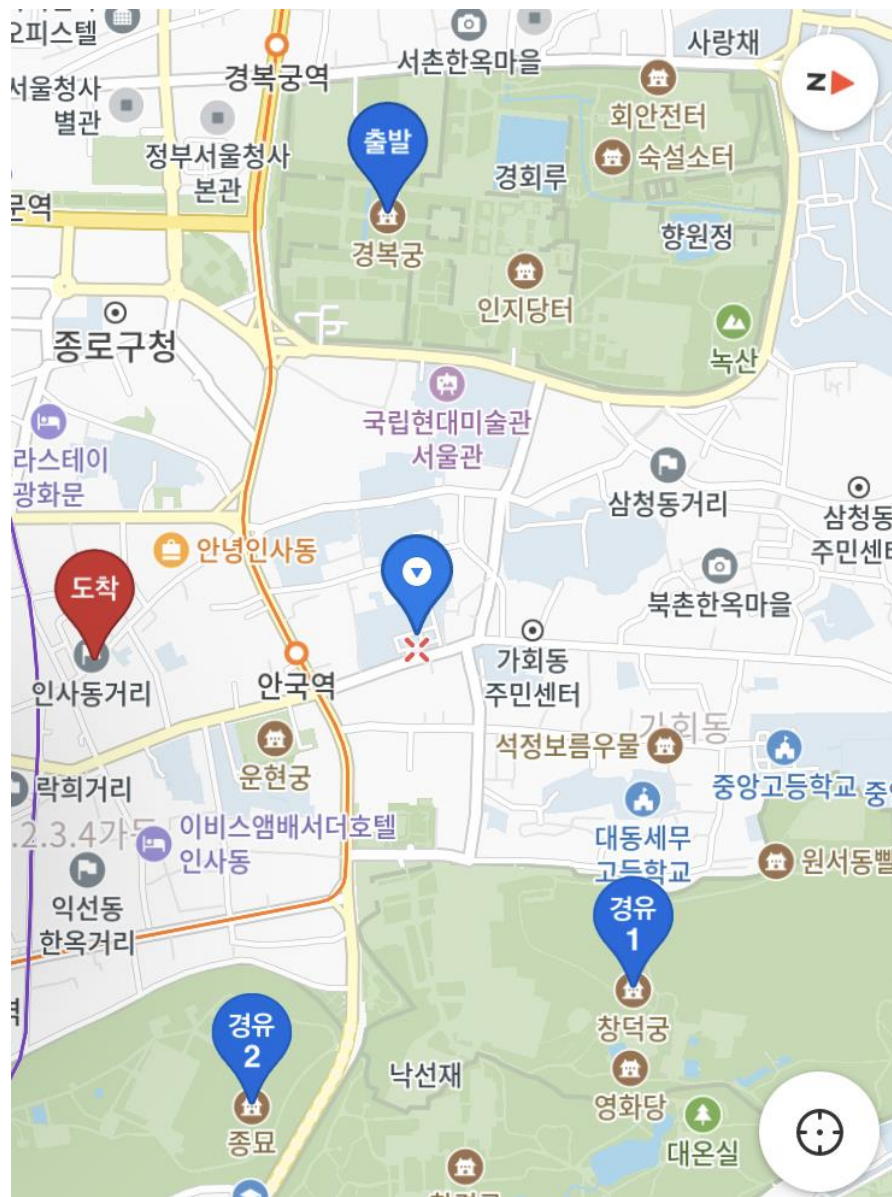 오피스텔
사랑채
서촌한옥마을
경복궁역
서울청사
별관
정부서울청사
본관
출발
회안전터
숙설소터
경회루
향원정
경복궁
인지당터
녹산
z
문역
종로구청
국립현대미술관
서울관
라스테이
광화문
삼청동거리
삼청동
주민센터
안녕인사동
북촌한옥마을
도착
인사동거리
안국역
가회동
주민센터
가회동
운현궁
석정보름우물
중앙고등학교
중앙
락희거리
.2.3.4가동
이비스앰배서더호텔
인사동
대동세무
고등학교
원서동빨
익선동
한옥거리
경유
1
창덕궁
경유
2
종묘
낙선재
영화당
대온실
역